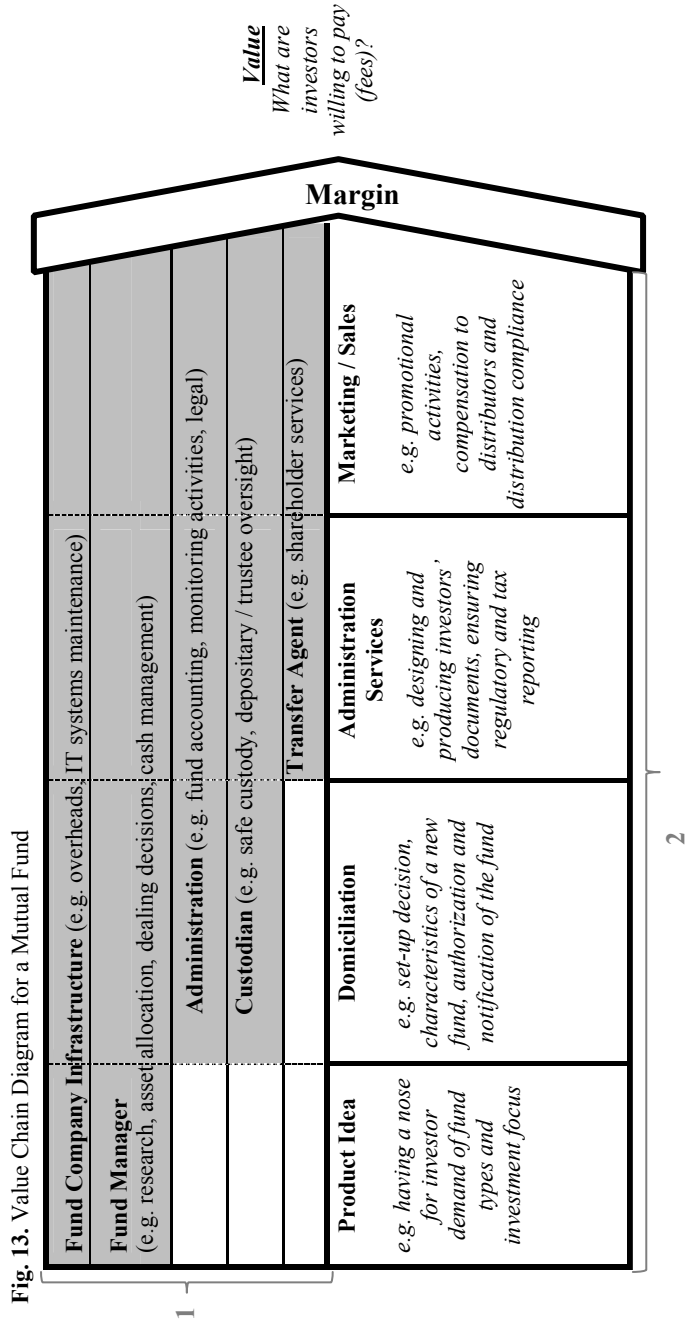 Fig. 13. Value Chain Diagram for a Mutual Fund
1
Fund Company Infrastructure (e.g. overheads, IT systems maintenance)
Fund Manager
(e.g. research, asset allocation, dealing decisions, cash management)
Administration (e.g. fund accounting, monitoring activities, legal)
Custodian (e.g. safe custody, depositary / trustee oversight)
Transfer Agent (e.g. shareholder services)
Product Idea
e.g. having a nose
for investor
demand of fund
types and
investment focus
Domiciliation
e.g. set-up decision,
characteristics of a new
fund, authorization and
notification of the fund
Administration
Services
e.g. designing and
producing investors’
documents, ensuring
regulatory and tax
reporting
Marketing / Sales
e.g. promotional
activities,
compensation to
distributors and
distribution compliance
Margin
Value
What are
investors
willing to pay
(fees)?
2